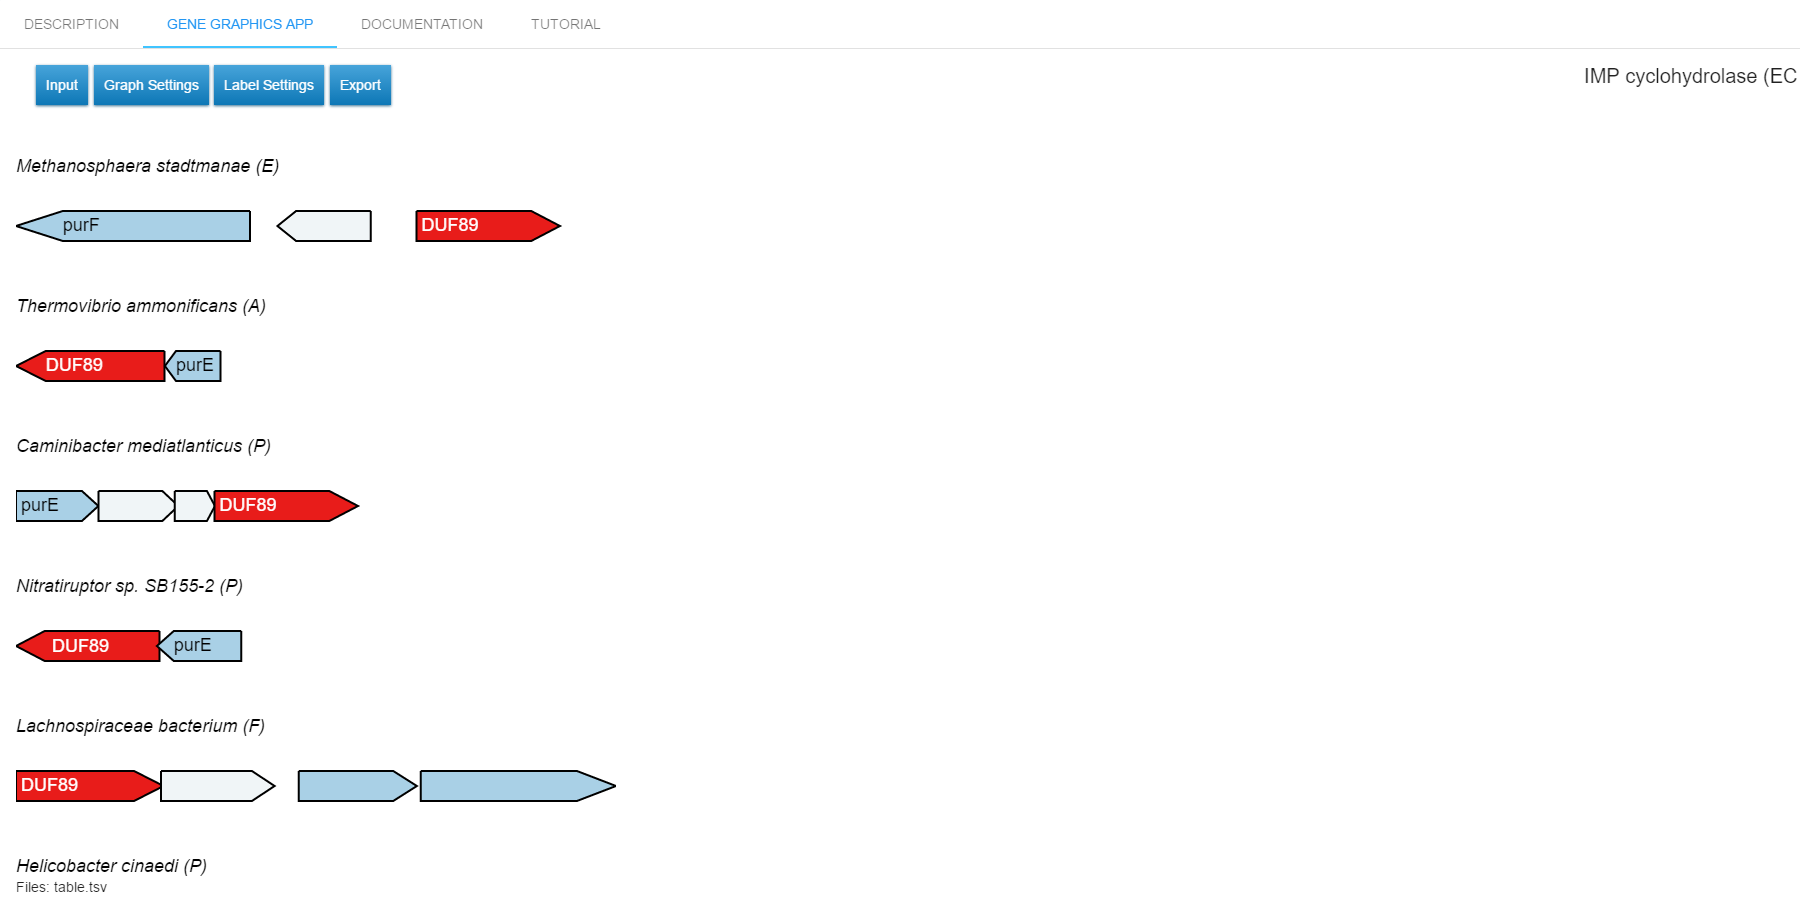 DESCRIPTION GENE GRAPHICS APP DOCUMENTATION TUTORIAL
Input Graph Settings Label Settings Export
IMP cyclohydrolase (EC
Methanosphaera stadtmanae (E)
purF DUF89
Thermovibrio ammonificans (A)
DUF89 purE
Caminibacter mediatlanticus (P)
purE DUF89
Nitratiruptor sp. SB155-2 (P)
DUF89 purE
Lachnospiraceae bacterium (F)
DUF89
Helicobacter cinaedi (P)
Files: table.tsv